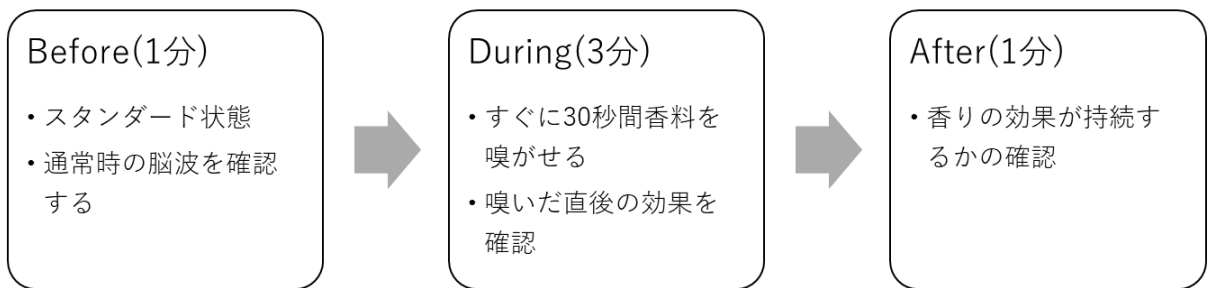 Before(1分)
• スタンダード状態
• 通常時の脳波を確認
する
During(3分)
• すぐに30秒間香料を
嗅がせる
• 嗅いだ直後の効果を
確認
After(1分)
• 香りの効果が持続す
るかの確認